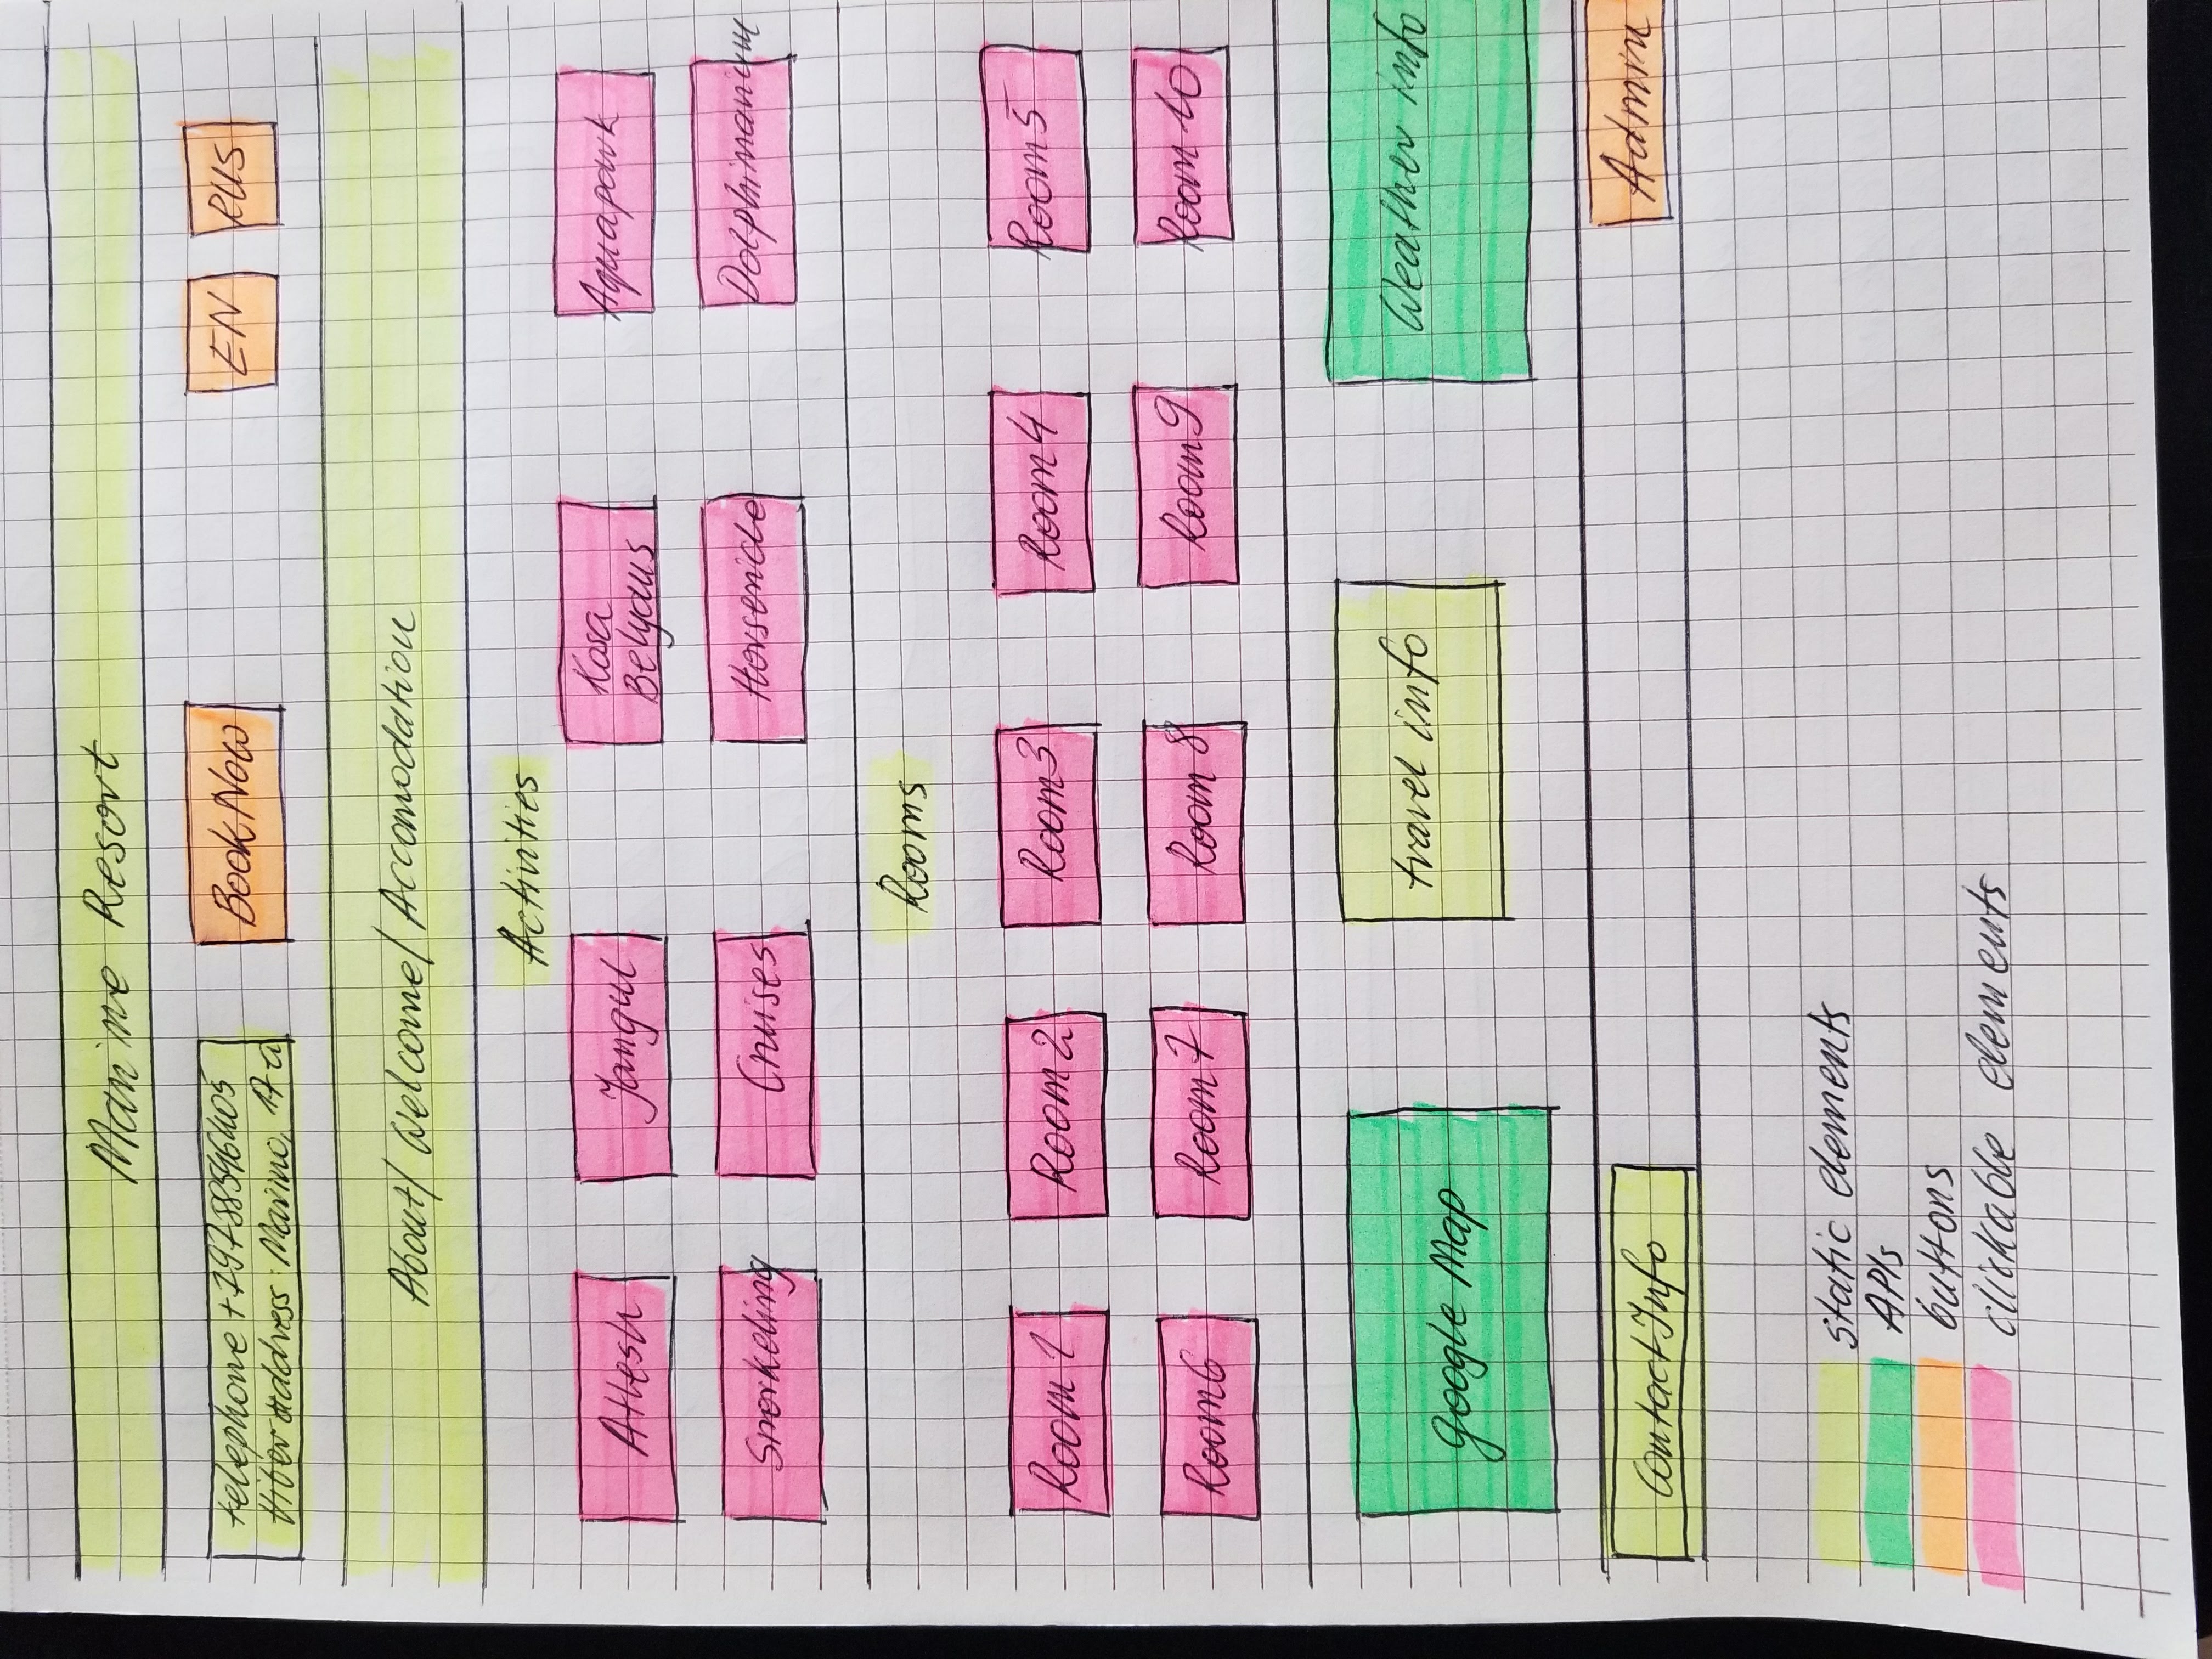 Marine Resort
telephone +79788546405
Viber address: Marino, 17-a
Book Now
EN
RUS
About/ Welcome/ Accomodation
Activities
Atlesh
Jangul
Kosa
Belyaus
Aquapark
Snorkeling
Cruises
Horseride
Dolphinarium
Rooms
Room 1
Room 2
Room 3
Room 4
Room 5
Room 6
Room 7
Room 8
Room 9
Room 10
google Map
travel info
Weather info
Contact Info
Admin
static elements
APIs
buttons
clickable elements